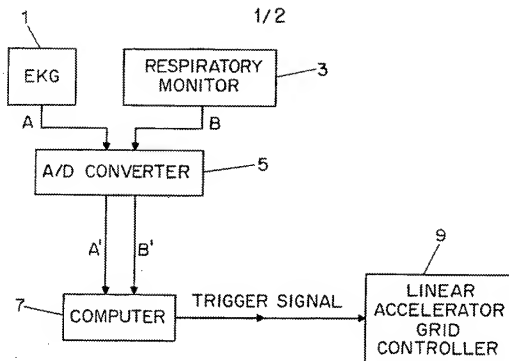 1/2
1
EKG
RESPIRATORY
MONITOR
3
A
B
A/D CONVERTER
5
A'
B'
7
COMPUTER
TRIGGER SIGNAL
9
LINEAR
ACCELERATOR
GRID
CONTROLLER